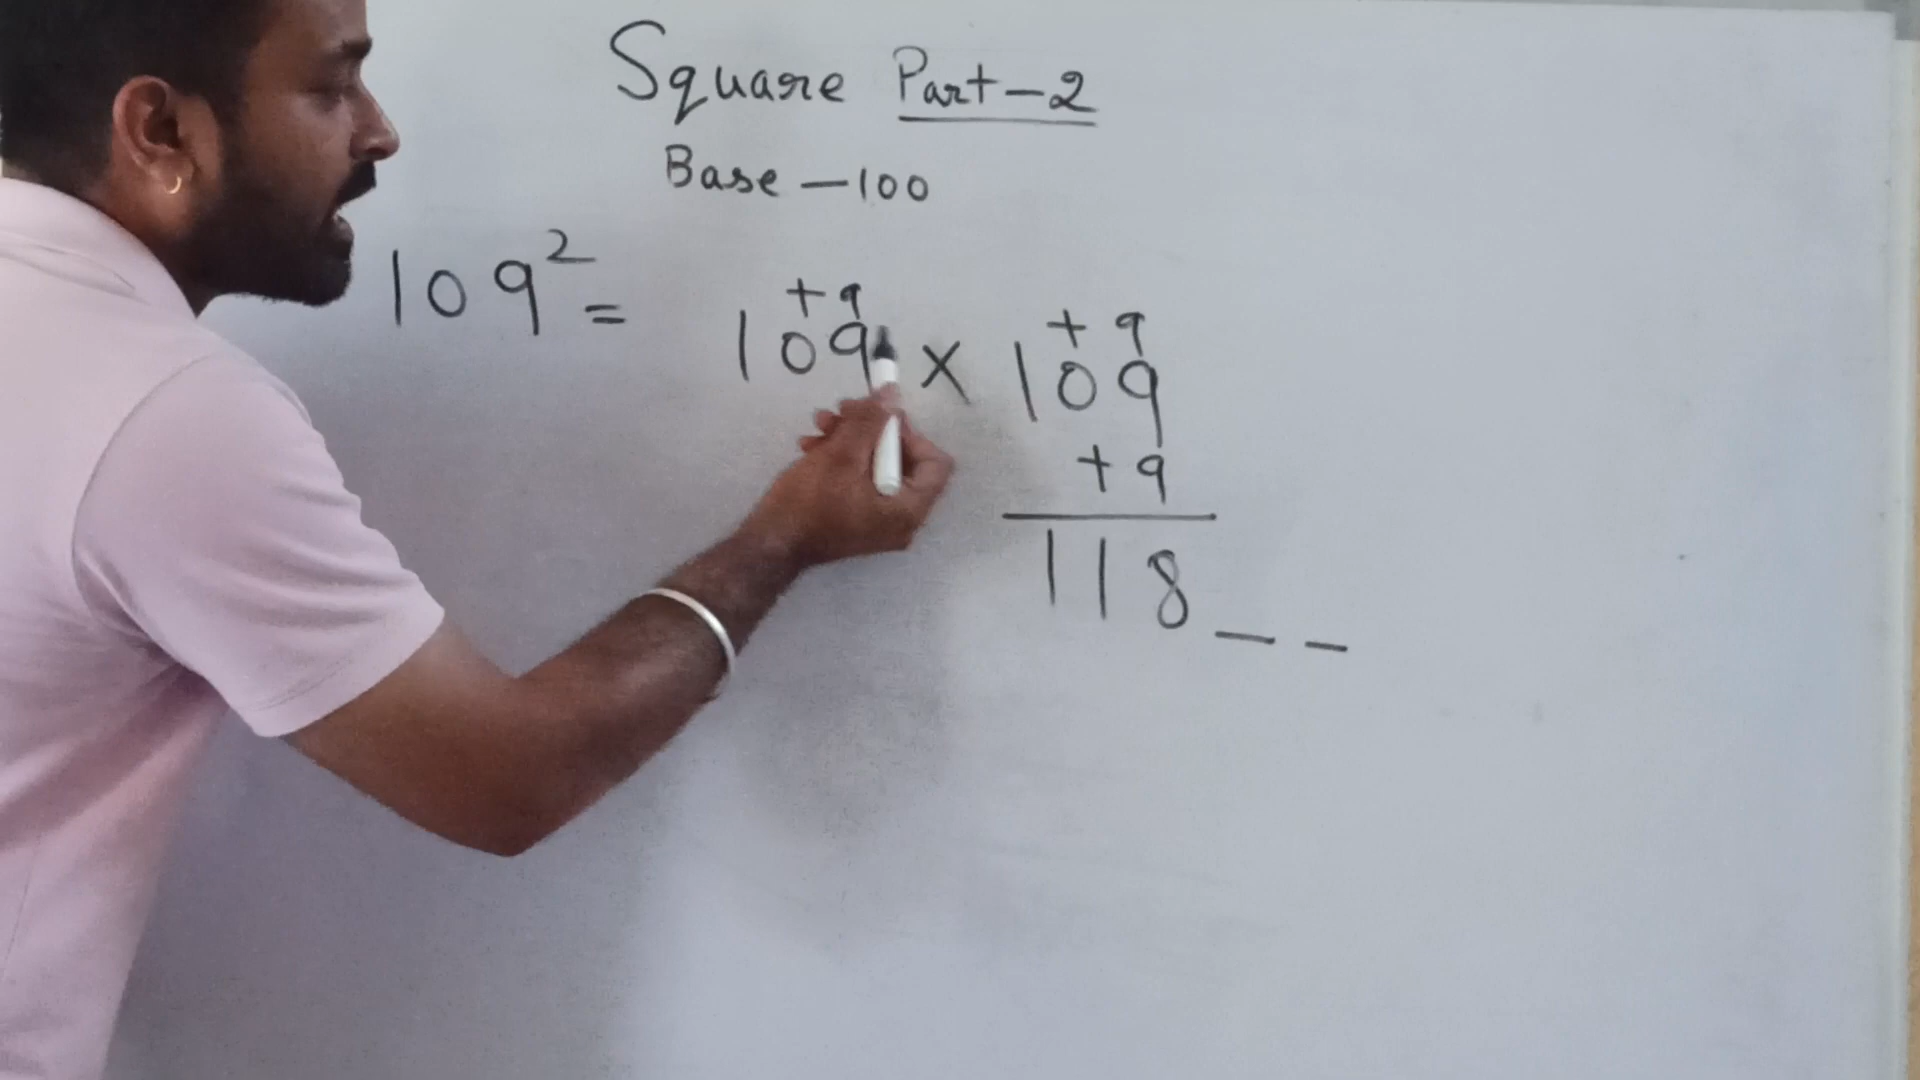 Square Part-2
Base - 100
109² =
+9 +9
109 x 109
+9
118 _ _